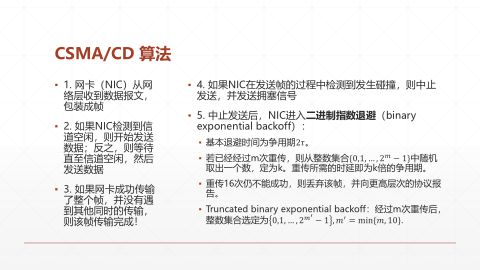 CSMA/CD 算法
1. 网卡（NIC）从网
络层收到数据报文，
包装成帧
2. 如果NIC检测到信
道空闲，则开始发送
数据；反之，则等待
直至信道空闲，然后
发送数据
3. 如果网卡成功传输
了整个帧，并没有遇
到其他同时的传输，
则该帧传输完成！
4. 如果NIC在发送帧的过程中检测到发生碰撞，则中止
发送，并发送拥塞信号
5. 中止发送后，NIC进入二进制指数退避（binary
exponential backoff）：
基本退避时间为争用期2τ。
若已经经过m次重传，则从整数集合{0,1,…,2^m − 1}中随机
取出一个数，定为k。重传所需的时延即为k倍的争用期。
重传16次仍不能成功，则丢弃该帧，并向更高层次的协议报
告。
Truncated binary exponential backoff：经过m次重传后，
整数集合选定为{0,1,…,2^m′ − 1}, m′ = min{m, 10}.